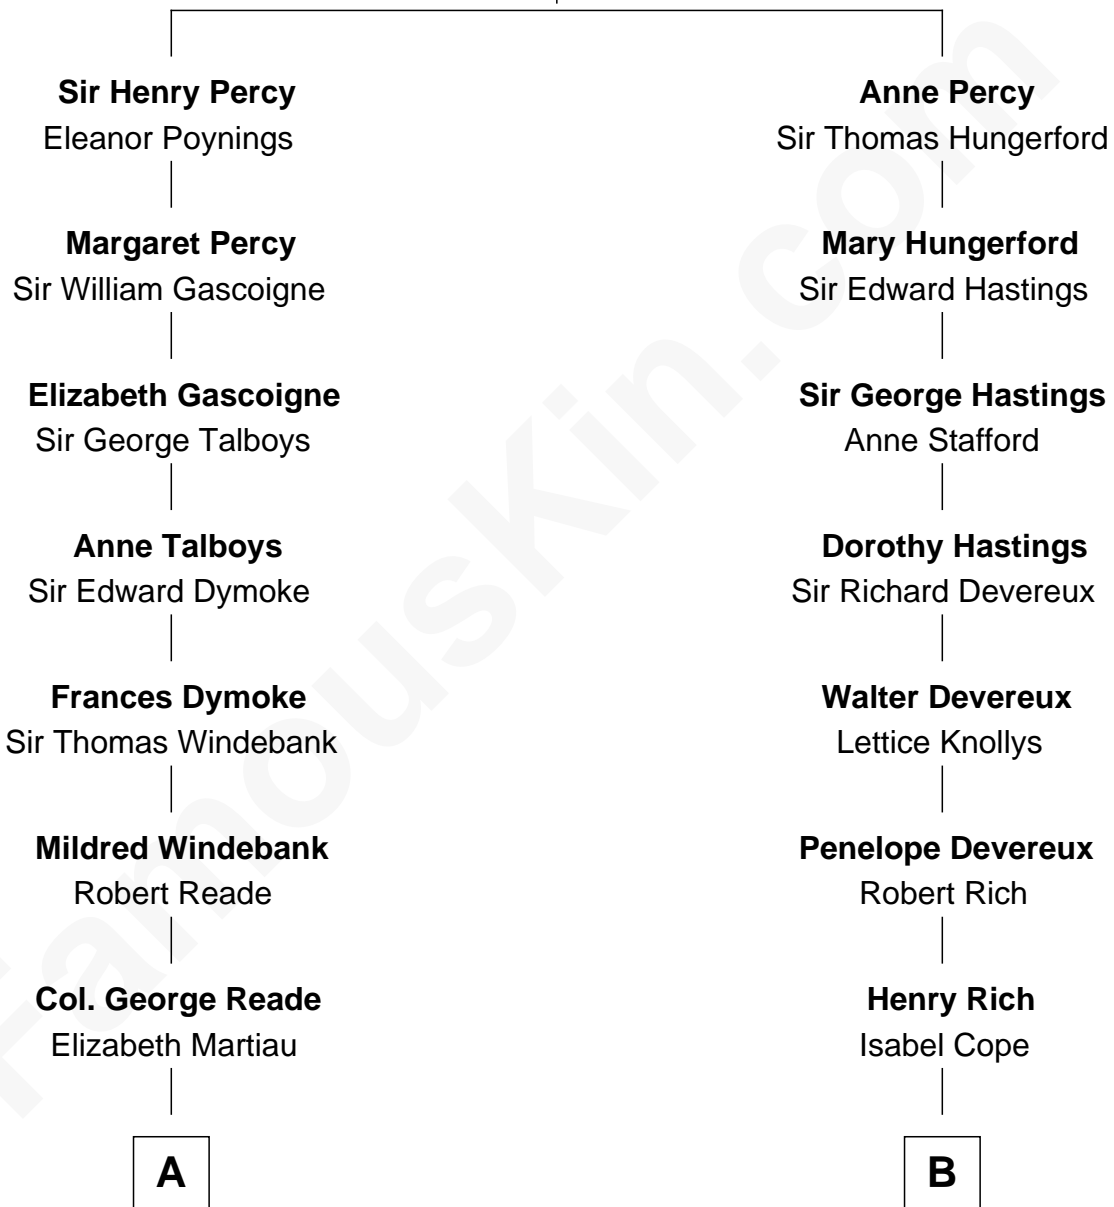 Sir Henry Percy
Eleanor Poynings
Margaret Percy
Sir William Gascoigne
Elizabeth Gascoigne
Sir George Talboys
Anne Talboys
Sir Edward Dymoke
Frances Dymoke
Sir Thomas Windebank
Mildred Windebank
Robert Reade
Col. George Reade
Elizabeth Martiau
A
Anne Percy
Sir Thomas Hungerford
Mary Hungerford
Sir Edward Hastings
Sir George Hastings
Anne Stafford
Dorothy Hastings
Sir Richard Devereux
Walter Devereux
Lettice Knollys
Penelope Devereux
Robert Rich
Henry Rich
Isabel Cope
B
FamousKin.com